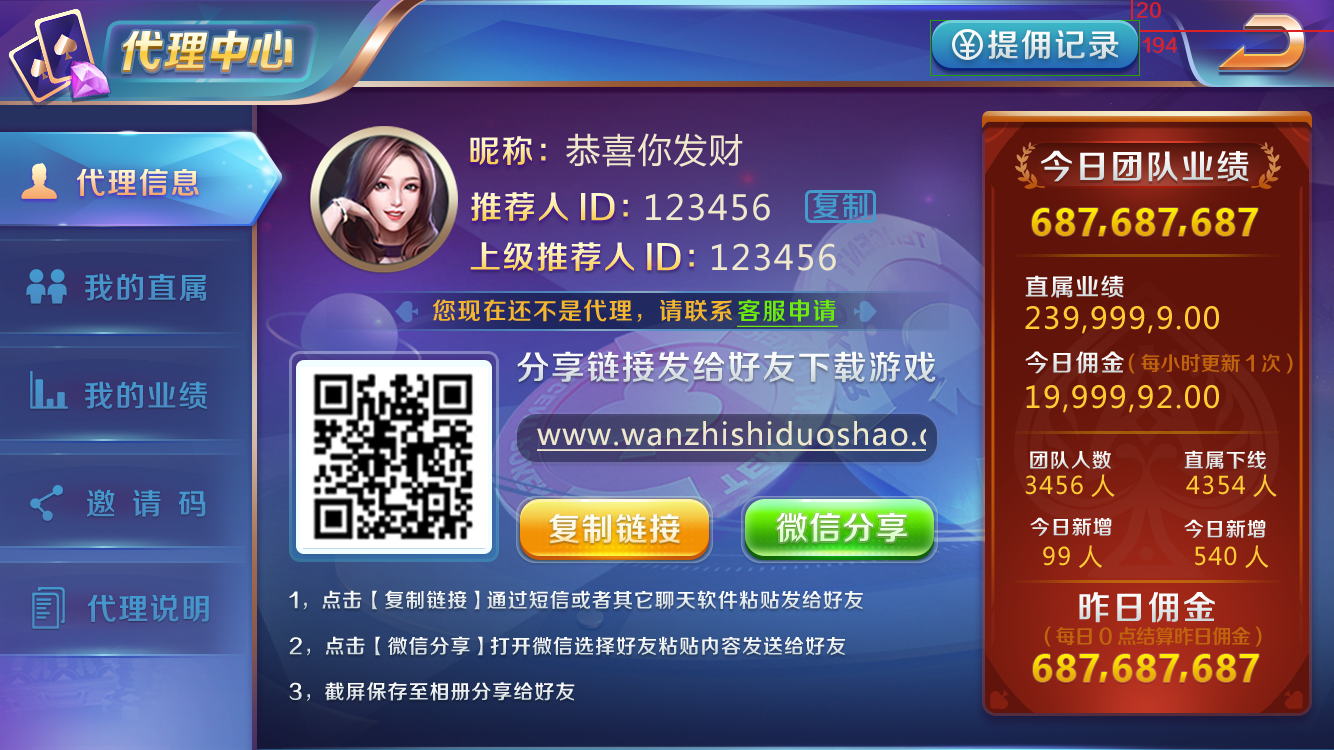 代理中心
¥提佣记录
20
194
代理信息
我的直属
我的业绩
邀请码
代理说明
昵称：恭喜你发财
推荐人 ID：123456 复制
上级推荐人 ID：123456
您现在还不是代理，请联系客服申请
分享链接发给好友下载游戏
www.wanzhishiduoshao.c
复制链接
微信分享
1，点击【复制链接】通过短信或者其它聊天软件粘贴发给好友
2，点击【微信分享】打开微信选择好友粘贴内容发送给好友
3，截屏保存至相册分享给好友
今日团队业绩
687,687,687
直属业绩
239,999,9.00
今日佣金（每小时更新1次）
19,999,92.00
团队人数 直属下线
3456 人 4354 人
今日新增 今日新增
99 人 540 人
昨日佣金
（每日0点结算昨日佣金）
687,687,687